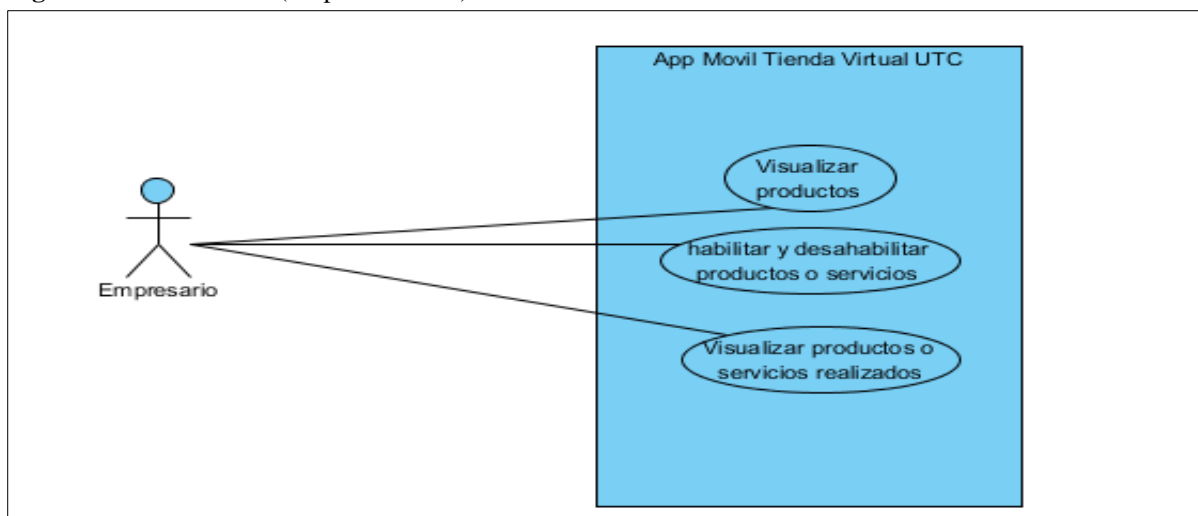 App Movil Tienda Virtual UTC
Visualizar
productos
habilitar y desahabilitar
productos o servicios
Empresario
Visualizar productos o
servicios realizados